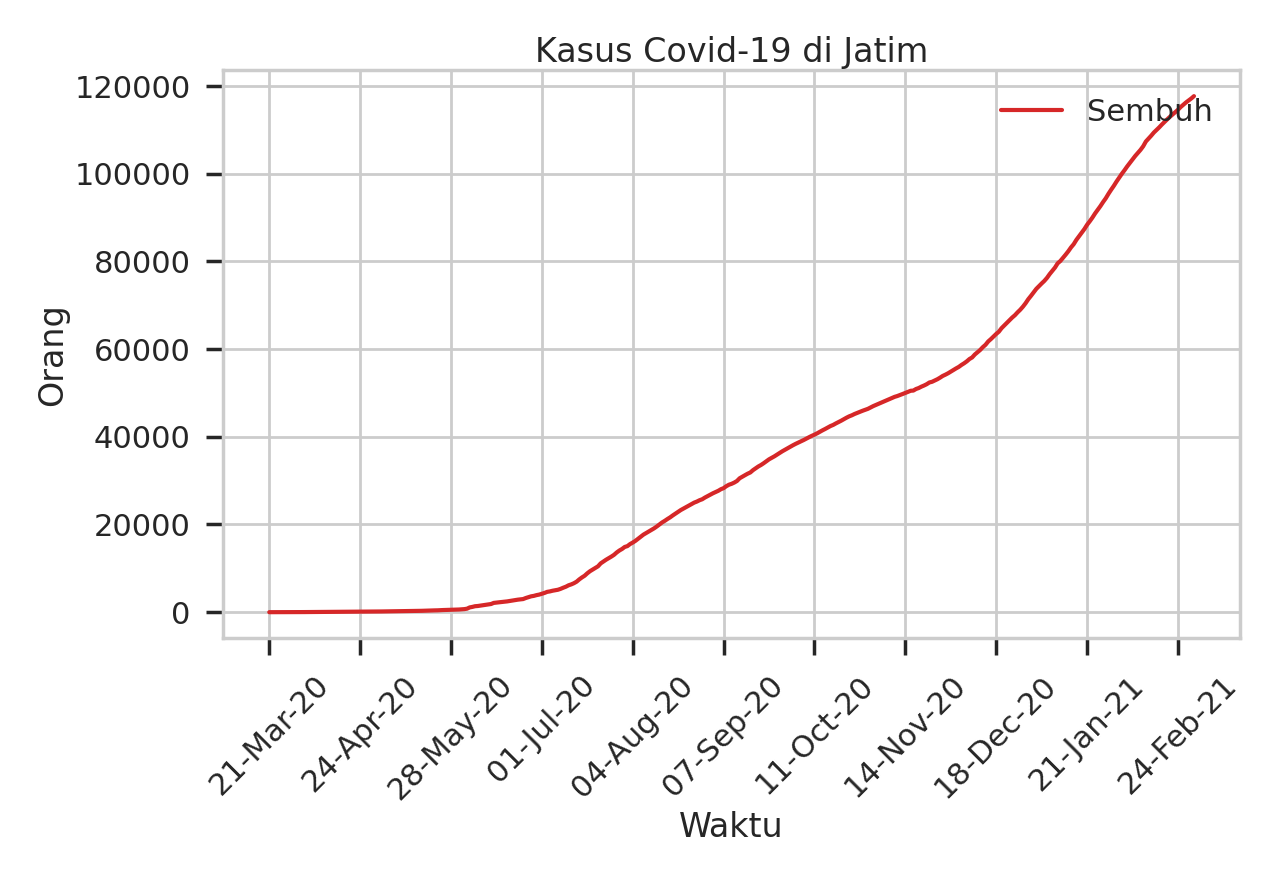 Kasus Covid-19 di Jatim
Sembuh
120000
100000
80000
60000
40000
20000
0
Orang
21-Mar-20
24-Apr-20
28-May-20
01-Jul-20
04-Aug-20
07-Sep-20
11-Oct-20
14-Nov-20
18-Dec-20
21-Jan-21
24-Feb-21
Waktu